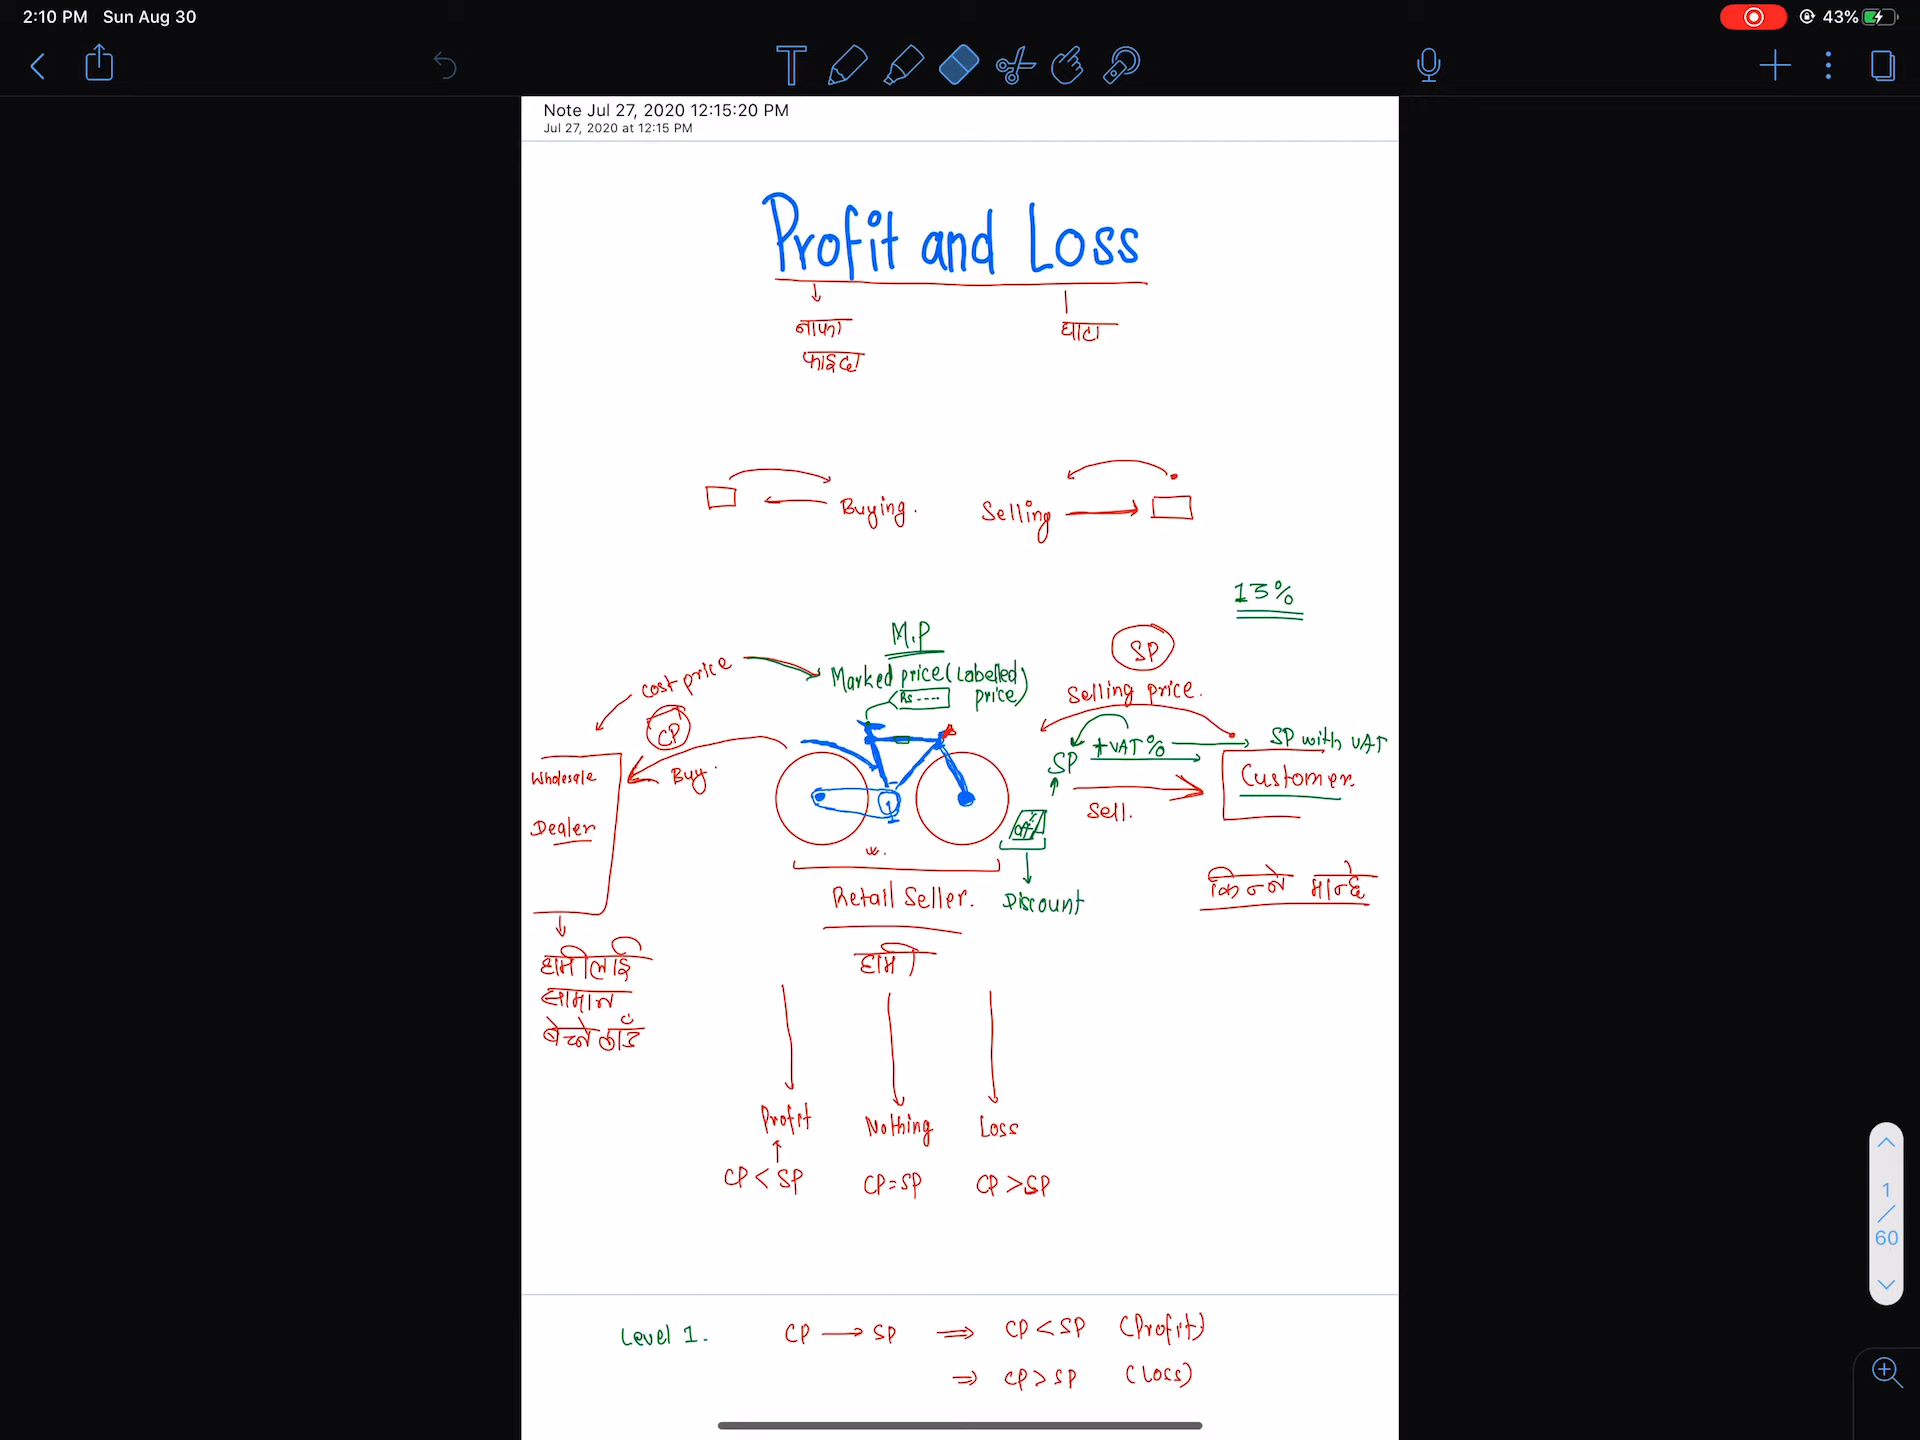 2:10 PM Sun Aug 30
43%
Note Jul 27, 2020 12:15:20 PM
Jul 27, 2020 at 12:15 PM
Profit and Loss
नाफा
फाइदा
घाटा
Buying.
Selling
13%
M.P
SP
cost price
Marked price (Labelled price)
Rs ----
Selling price.
CP
Buy.
SP +VAT%
SP with VAT
Wholesale
Dealer
Customer.
Sell.
off
Retail Seller.
Discount
किन्ने मान्छे
हामी
हामीलाई
सामान
बेच्ने ठाउँ
Profit
Nothing
Loss
CP < SP
CP = SP
CP > SP
1
/
60
Level 1.
CP → SP ⇒ CP < SP (Profit)
⇒ CP > SP (Loss)